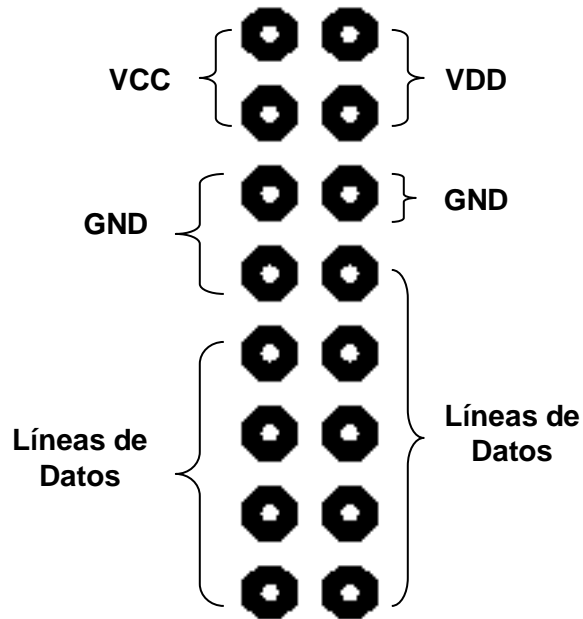 VCC
VDD
GND
GND
Líneas de
Datos
Líneas de
Datos